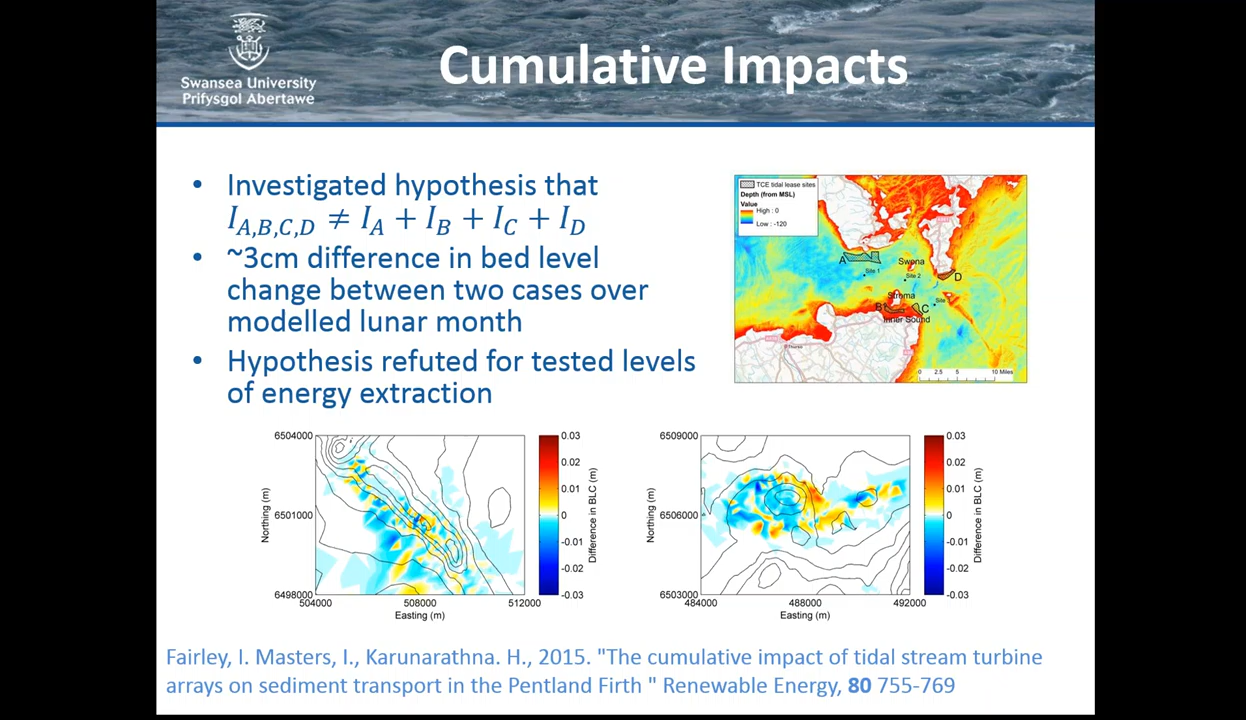 Swansea University
Prifysgol Abertawe
Cumulative Impacts
• Investigated hypothesis that
I_{A,B,C,D} ≠ I_A + I_B + I_C + I_D
• ~3cm difference in bed level
change between two cases over
modelled lunar month
• Hypothesis refuted for tested levels
of energy extraction
TCE tidal lease sites
Depth (from MSL)
Value
High : 0
Low : -120
A
Site 1
Swona
Site 2
D
Stroma
Site
B
C
Inner Sound
Thurso
0 2.5 5 10 Miles
6504000
6501000
6498000
Northing (m)
504000 508000 512000
Easting (m)
0.03
0.02
0.01
0
-0.01
-0.02
-0.03
Difference in BLC (m)
6509000
6506000
6503000
Northing (m)
484000 488000 492000
Easting (m)
0.03
0.02
0.01
0
-0.01
-0.02
-0.03
Difference in BLC (m)
Fairley, I. Masters, I., Karunarathna. H., 2015. "The cumulative impact of tidal stream turbine
arrays on sediment transport in the Pentland Firth " Renewable Energy, 80 755-769